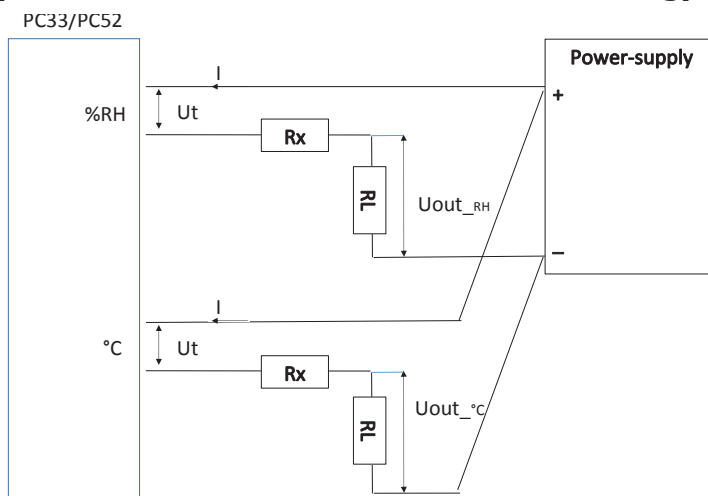 PC33/PC52
Power-supply
I
+
%RH
Ut
Rx
RL
Uout_RH
−
I
°C
Ut
Rx
RL
Uout_°C